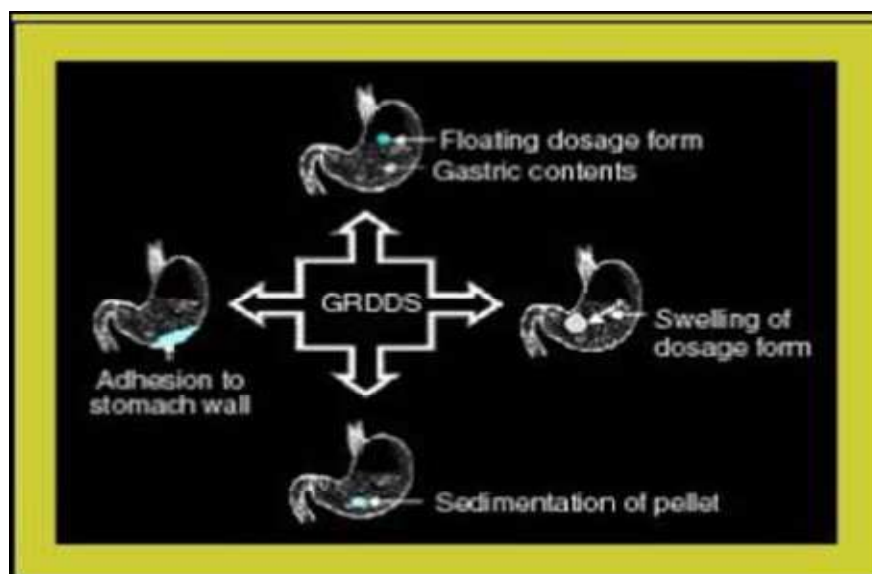 Floating dosage form
Gastric contents
GRDDS
Swelling of
dosage form
Adhesion to
stomach wall
Sedimentation of pellet